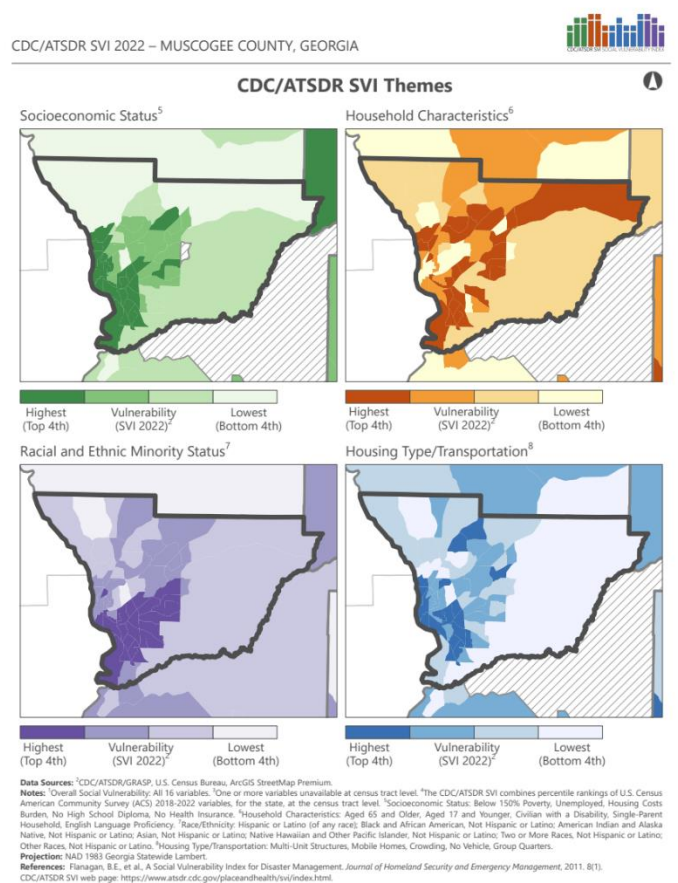 CDC/ATSDR SVI 2022 – MUSCOGEE COUNTY, GEORGIA
CDC/ATSDR SVI SOCIAL VULNERABILITY INDEX
CDC/ATSDR SVI Themes
Socioeconomic Status⁵
Household Characteristics⁶
Highest (Top 4th)
Vulnerability (SVI 2022)²
Lowest (Bottom 4th)
Highest (Top 4th)
Vulnerability (SVI 2022)²
Lowest (Bottom 4th)
Racial and Ethnic Minority Status⁷
Housing Type/Transportation⁸
Highest (Top 4th)
Vulnerability (SVI 2022)²
Lowest (Bottom 4th)
Highest (Top 4th)
Vulnerability (SVI 2022)²
Lowest (Bottom 4th)
Data Sources: ²CDC/ATSDR/GRASP, U.S. Census Bureau, ArcGIS StreetMap Premium.
Notes: ¹Overall Social Vulnerability: All 16 variables. ³One or more variables unavailable at census tract level. ⁴The CDC/ATSDR SVI combines percentile rankings of U.S. Census
American Community Survey (ACS) 2018-2022 variables, for the state, at the census tract level. ⁵Socioeconomic Status: Below 150% Poverty, Unemployed, Housing Costs
Burden, No High School Diploma, No Health Insurance. ⁶Household Characteristics: Aged 65 and Older, Aged 17 and Younger, Civilian with a Disability, Single-Parent
Household, English Language Proficiency. ⁷Race/Ethnicity: Hispanic or Latino (of any race); Black and African American, Not Hispanic or Latino; American Indian and Alaska
Native, Not Hispanic or Latino; Asian, Not Hispanic or Latino; Native Hawaiian and Other Pacific Islander, Not Hispanic or Latino; Two or More Races, Not Hispanic or Latino;
Other Races, Not Hispanic or Latino. ⁸Housing Type/Transportation: Multi-Unit Structures, Mobile Homes, Crowding, No Vehicle, Group Quarters.
Projection: NAD 1983 Georgia Statewide Lambert.
References: Flanagan, B.E., et al., A Social Vulnerability Index for Disaster Management. Journal of Homeland Security and Emergency Management, 2011. 8(1).
CDC/ATSDR SVI web page: https://www.atsdr.cdc.gov/placeandhealth/svi/index.html.